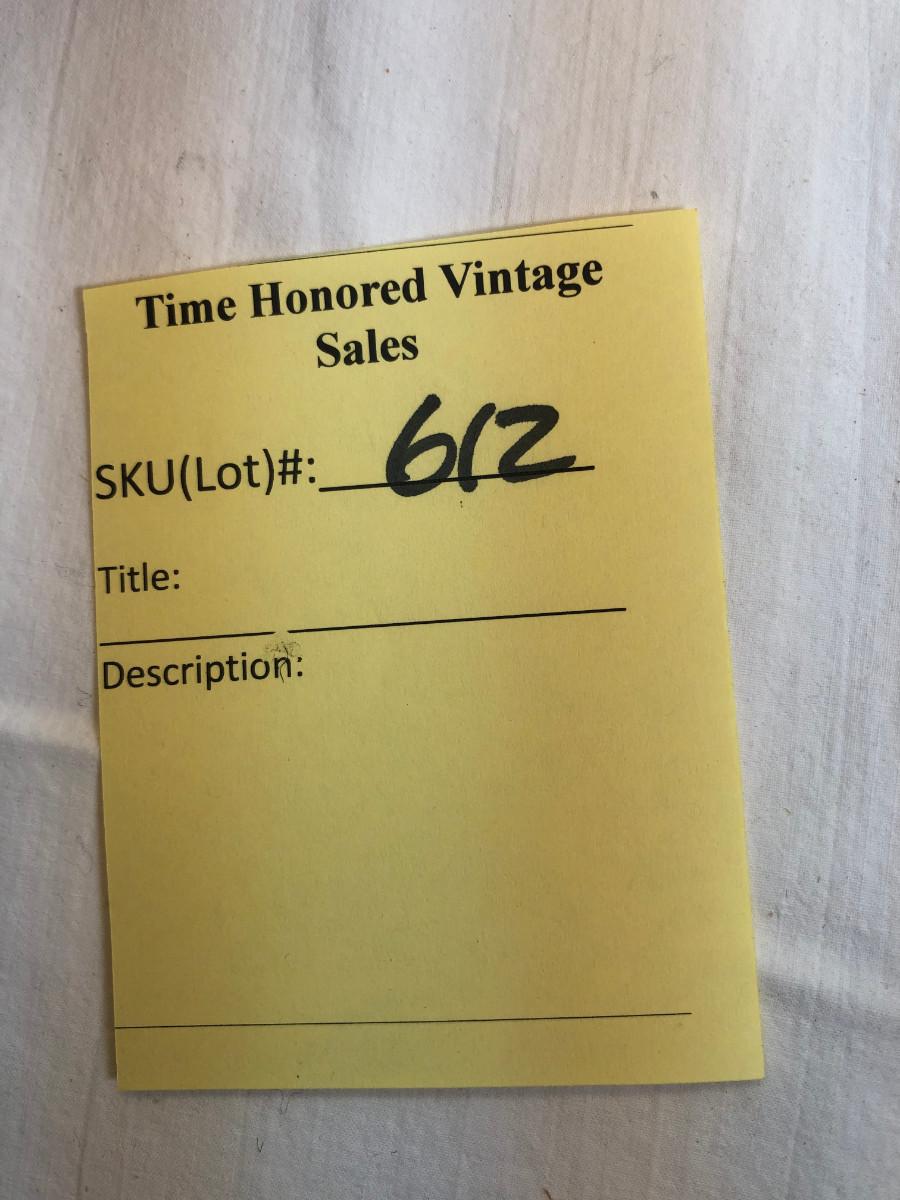 Time Honored Vintage
Sales
SKU(Lot)#: 612
Title:
Description: